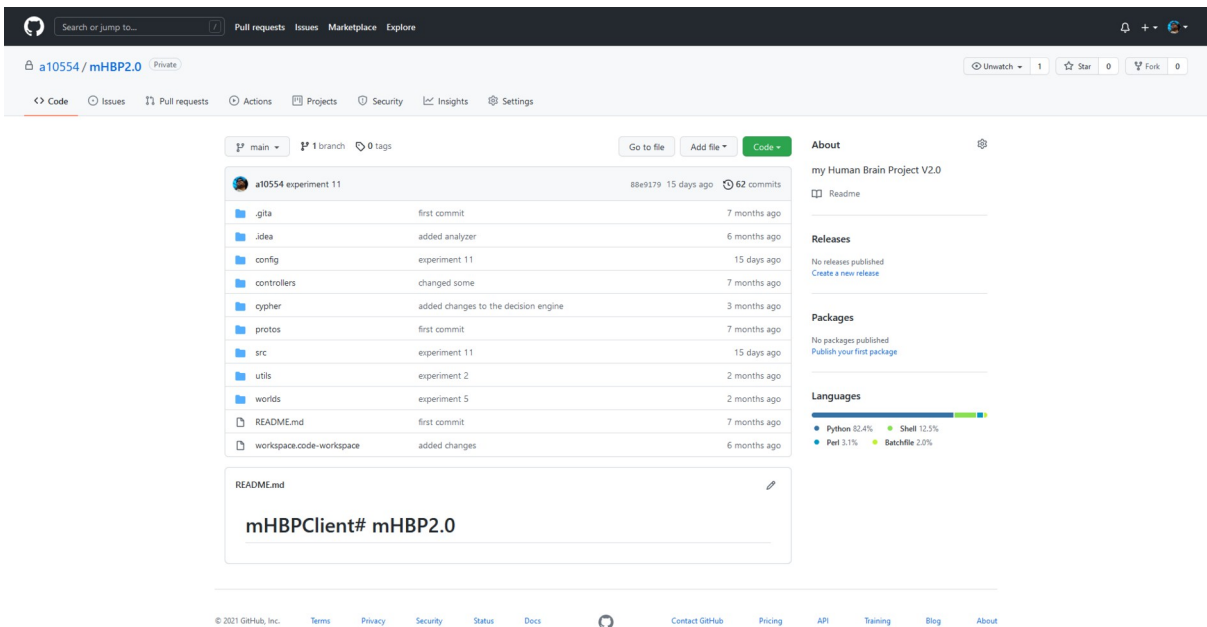 Search or jump to... / Pull requests Issues Marketplace Explore
a10554 / mHBP2.0 Private Unwatch 1 Star 0 Fork 0
Code Issues Pull requests Actions Projects Security Insights Settings
main 1 branch 0 tags Go to file Add file Code
a10554 experiment 11 88e9179 15 days ago 62 commits
.gita first commit 7 months ago
.idea added analyzer 6 months ago
config experiment 11 15 days ago
controllers changed some 7 months ago
cypher added changes to the decision engine 3 months ago
protos first commit 7 months ago
src experiment 11 15 days ago
utils experiment 2 2 months ago
worlds experiment 5 2 months ago
README.md first commit 7 months ago
workspace.code-workspace added changes 6 months ago
README.md
mHBPClient# mHBP2.0
About
my Human Brain Project V2.0
Readme
Releases
No releases published
Create a new release
Packages
No packages published
Publish your first package
Languages
Python 82.4% Shell 12.5%
Perl 3.1% Batchfile 2.0%
© 2021 GitHub, Inc. Terms Privacy Security Status Docs Contact GitHub Pricing API Training Blog About